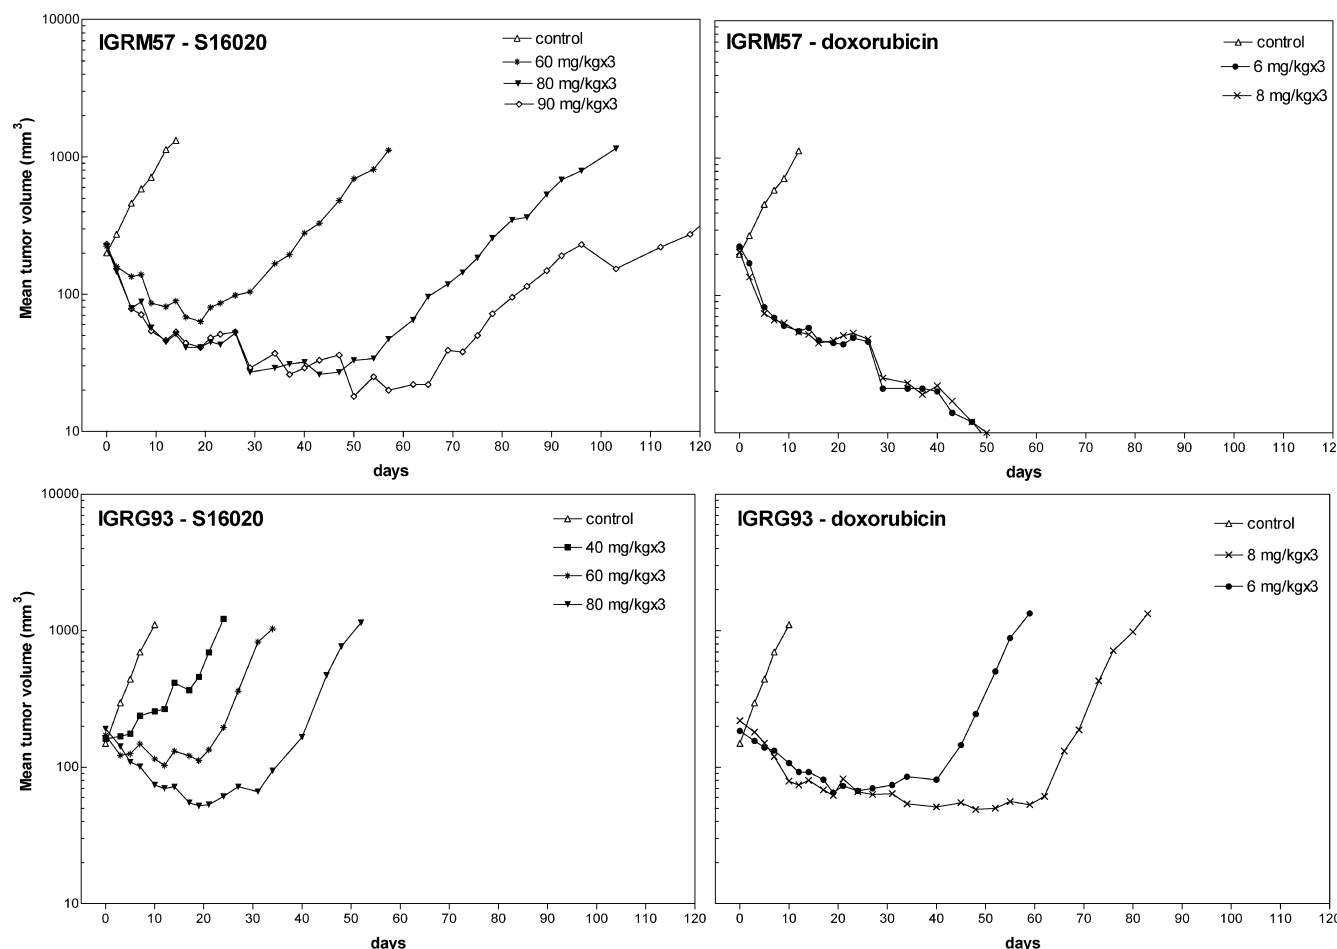 IGRM57 - S16020
control
60 mg/kgx3
80 mg/kgx3
90 mg/kgx3
10000
1000
100
10
Mean tumor volume (mm3)
0 10 20 30 40 50 60 70 80 90 100 110 120
days
IGRM57 - doxorubicin
control
6 mg/kgx3
8 mg/kgx3
0 10 20 30 40 50 60 70 80 90 100 110 120
days
IGRG93 - S16020
control
40 mg/kgx3
60 mg/kgx3
80 mg/kgx3
10000
1000
100
10
Mean tumor volume (mm3)
0 10 20 30 40 50 60 70 80 90 100 110 120
days
IGRG93 - doxorubicin
control
8 mg/kgx3
6 mg/kgx3
0 10 20 30 40 50 60 70 80 90 100 110 120
days